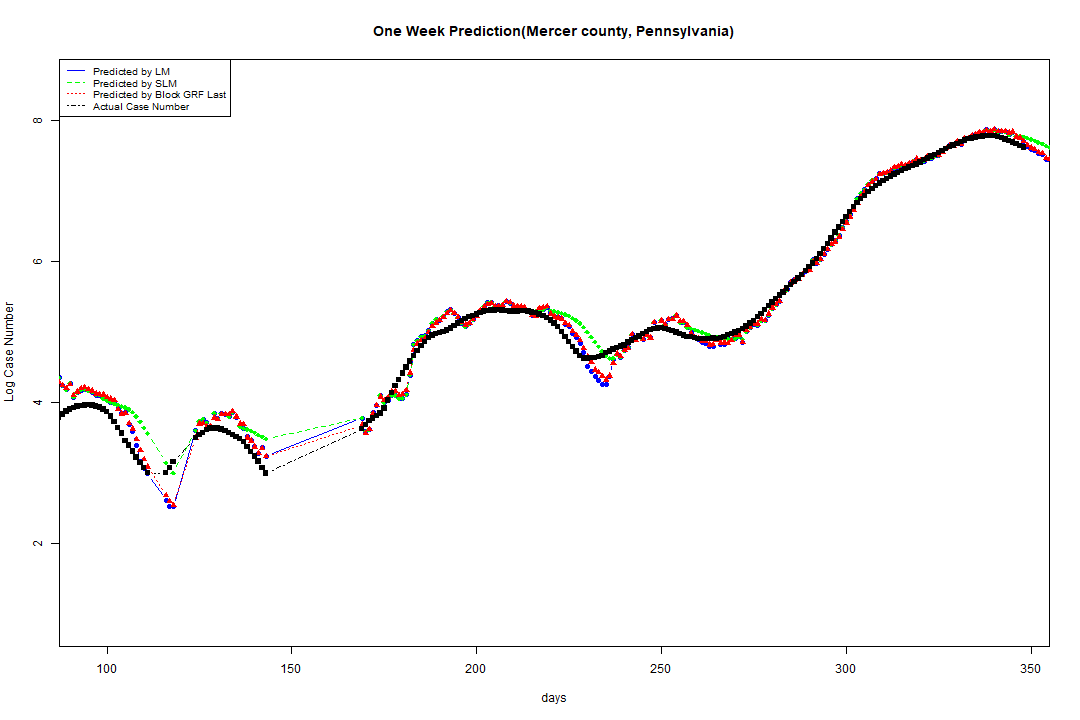 One Week Prediction(Mercer county, Pennsylvania)
Predicted by LM
Predicted by SLM
Predicted by Block GRF Last
Actual Case Number
8
6
4
2
Log Case Number
100 150 200 250 300 350
days